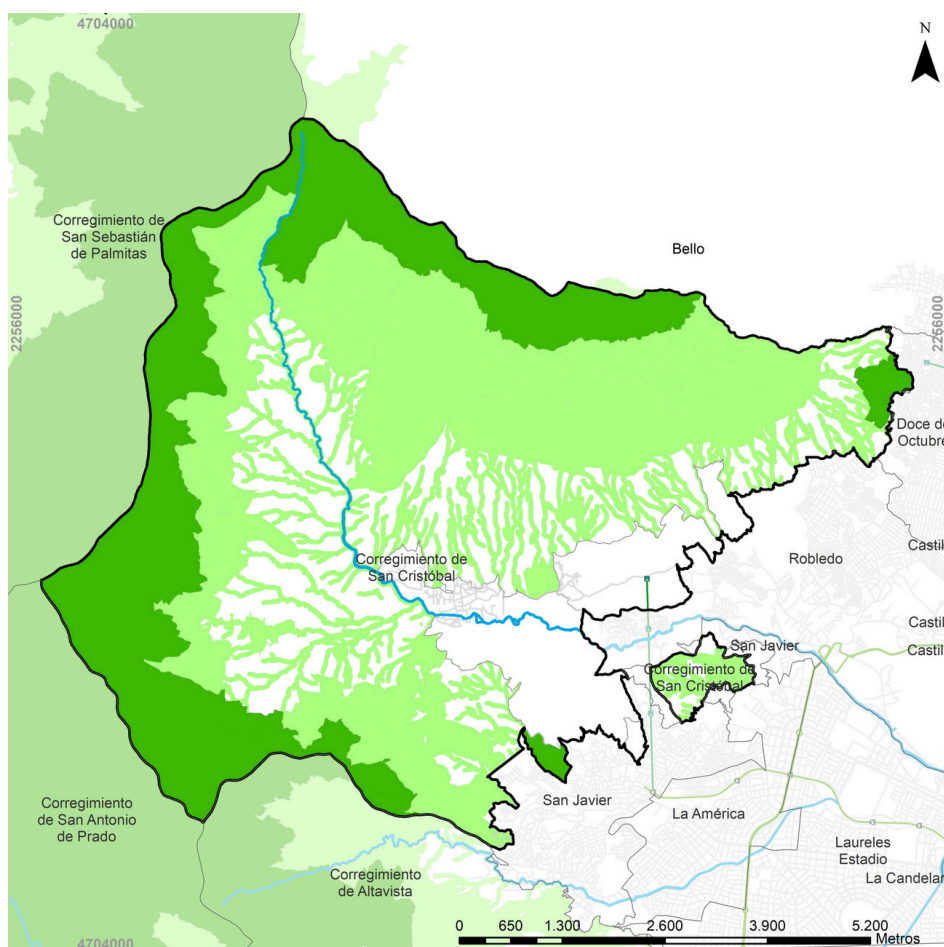 4704000
N
Corregimiento de
San Sebastián
de Palmitas
Bello
2256000
2256000
Doce de
Octubre
Castil
Robledo
Corregimiento de
San Cristóbal
Castil
San Javier
Castil
Corregimiento de
San Cristóbal
Corregimiento
de San Antonio
de Prado
San Javier
La América
Laureles
Estadio
La Candelar
Corregimiento
de Altavista
0 650 1.300 2.600 3.900 5.200
Metros
4704000